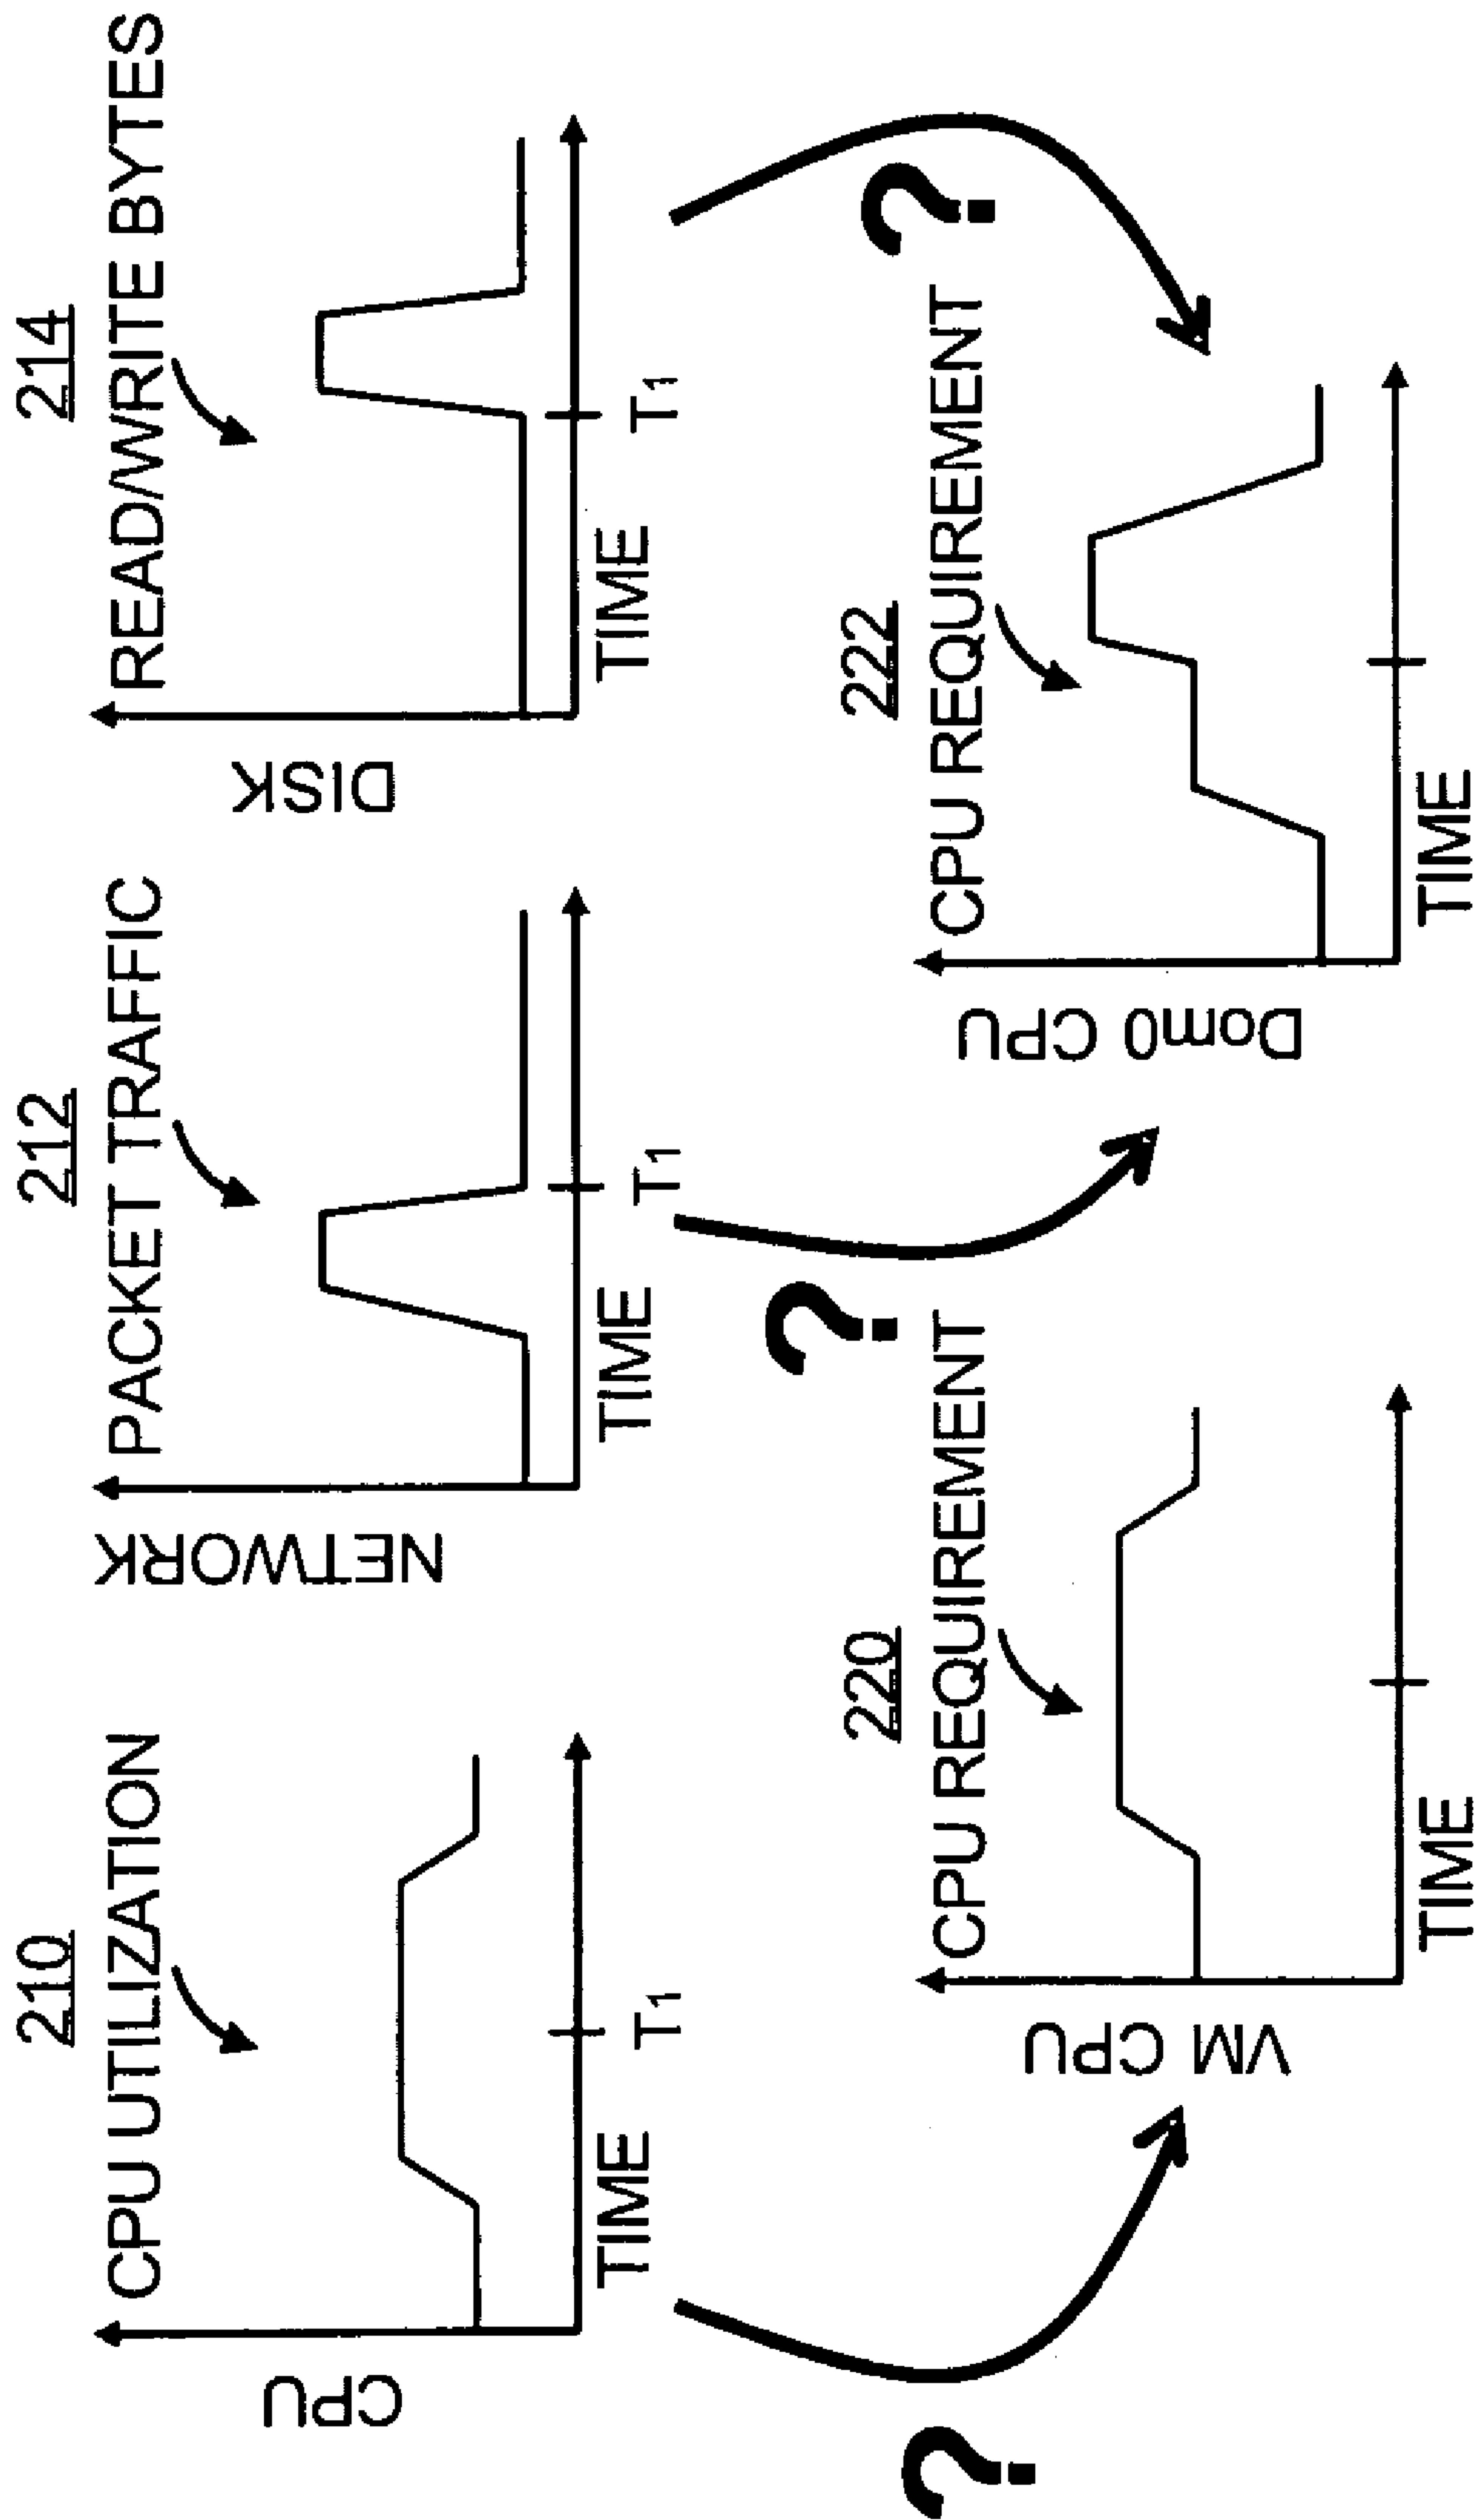 210
CPU UTILIZATION
CPU
TIME
T1
212
PACKET TRAFFIC
NETWORK
TIME
T1
214
READ/WRITE BYTES
DISK
TIME
T1
?
?
?
220
CPU REQUIREMENT
VM CPU
TIME
222
CPU REQUIREMENT
Dom0 CPU
TIME